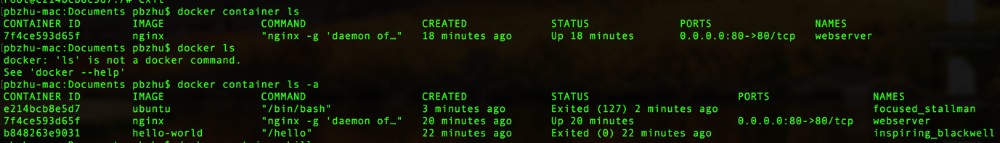 pbzhu-mac:Documents pbzhu$ docker container ls
CONTAINER ID IMAGE COMMAND CREATED STATUS PORTS NAMES
7f4ce593d65f nginx "nginx -g 'daemon of…" 18 minutes ago Up 18 minutes 0.0.0.0:80->80/tcp webserver
[pbzhu-mac:Documents pbzhu$ docker ls
docker: 'ls' is not a docker command.
See 'docker --help'
[pbzhu-mac:Documents pbzhu$ docker container ls -a
CONTAINER ID IMAGE COMMAND CREATED STATUS PORTS NAMES
e214bcb8e5d7 ubuntu "/bin/bash" 3 minutes ago Exited (127) 2 minutes ago focused_stallman
7f4ce593d65f nginx "nginx -g 'daemon of…" 20 minutes ago Up 20 minutes 0.0.0.0:80->80/tcp webserver
b848263e9031 hello-world "/hello" 22 minutes ago Exited (0) 22 minutes ago inspiring_blackwell